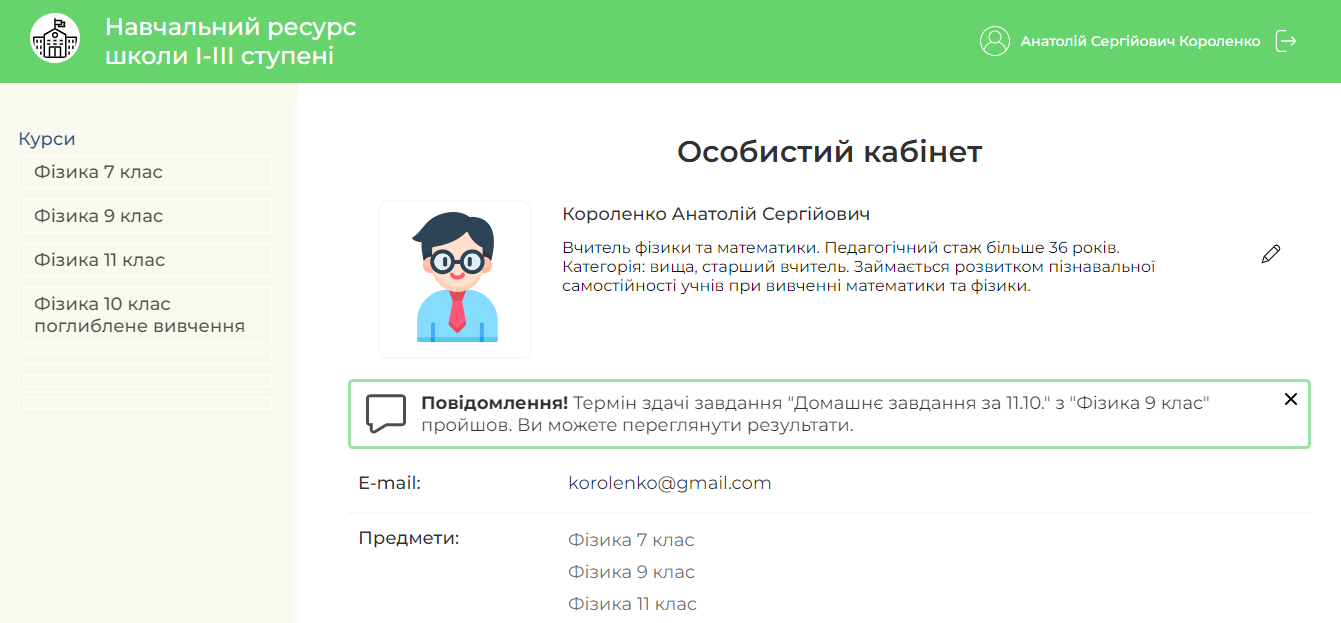 Навчальний ресурс
школи І-ІІІ ступені
Анатолій Сергійович Короленко
Курси
Фізика 7 клас
Фізика 9 клас
Фізика 11 клас
Фізика 10 клас
поглиблене вивчення
Особистий кабінет
Короленко Анатолій Сергійович
Вчитель фізики та математики. Педагогічний стаж більше 36 років.
Категорія: вища, старший вчитель. Займається розвитком пізнавальної
самостійності учнів при вивченні математики та фізики.
Повідомлення! Термін здачі завдання "Домашнє завдання за 11.10." з "Фізика 9 клас"
пройшов. Ви можете переглянути результати.
E-mail: korolenko@gmail.com
Предмети: Фізика 7 клас
Фізика 9 клас
Фізика 11 клас